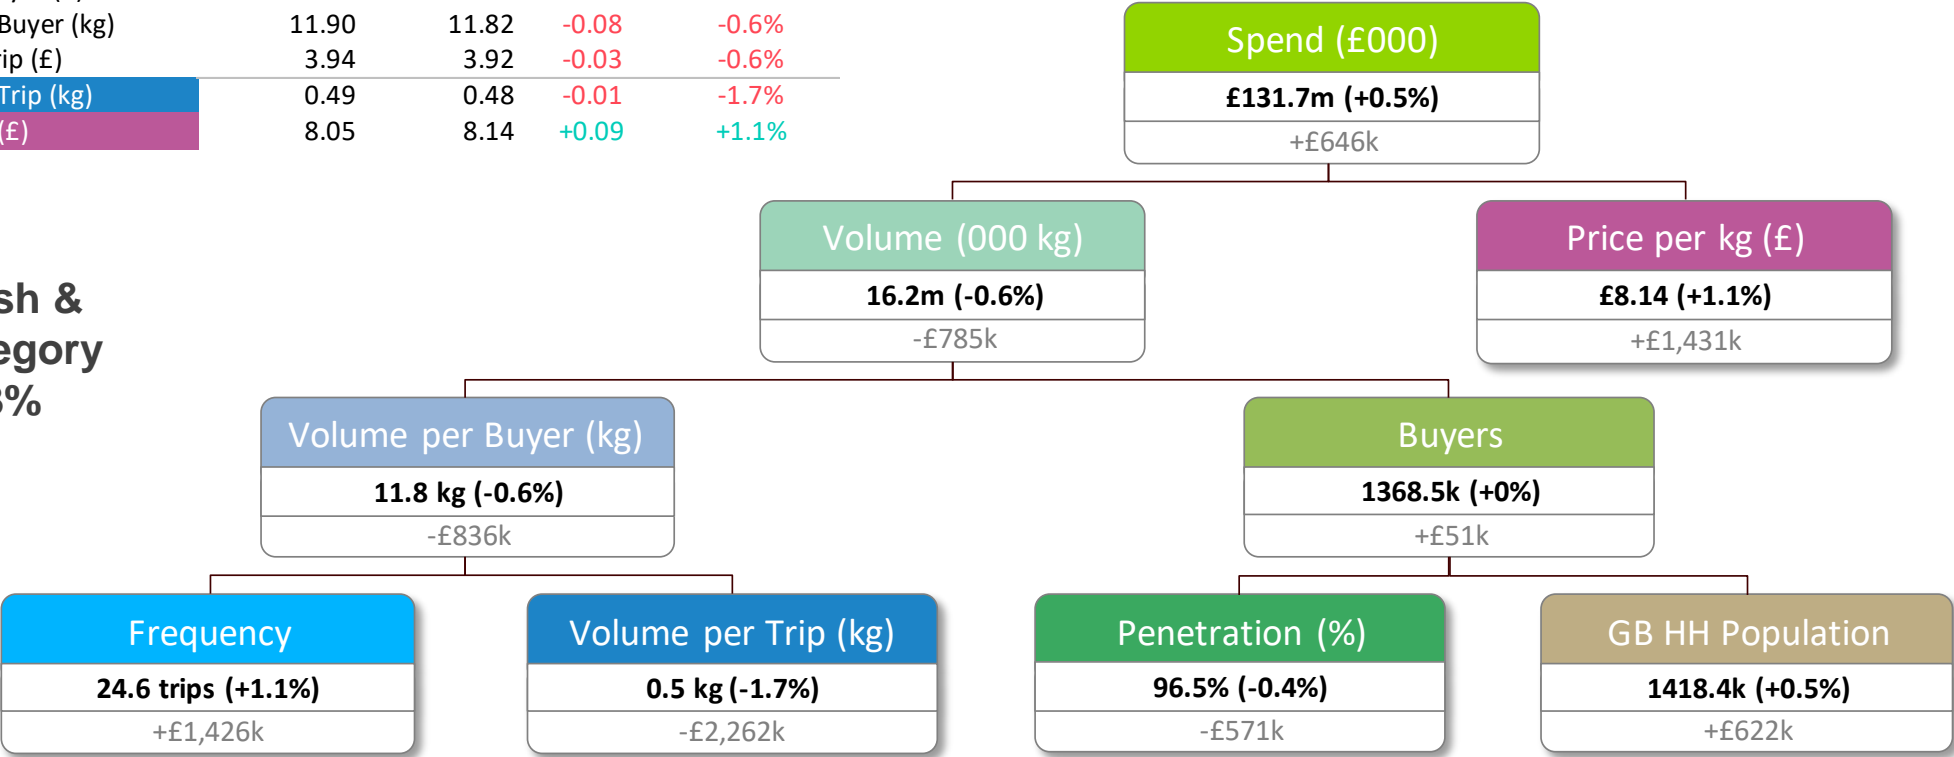 Buyer (kg) 11.90 11.82 -0.08 -0.6%
rip (£) 3.94 3.92 -0.03 -0.6%
Trip (kg) 0.49 0.48 -0.01 -1.7%
(£) 8.05 8.14 +0.09 +1.1%
Spend (£000)
£131.7m (+0.5%)
+£646k
Volume (000 kg)
16.2m (-0.6%)
-£785k
Price per kg (£)
£8.14 (+1.1%)
+£1,431k
sh &
egory
%
Volume per Buyer (kg)
11.8 kg (-0.6%)
-£836k
Buyers
1368.5k (+0%)
+£51k
Frequency
24.6 trips (+1.1%)
+£1,426k
Volume per Trip (kg)
0.5 kg (-1.7%)
-£2,262k
Penetration (%)
96.5% (-0.4%)
-£571k
GB HH Population
1418.4k (+0.5%)
+£622k